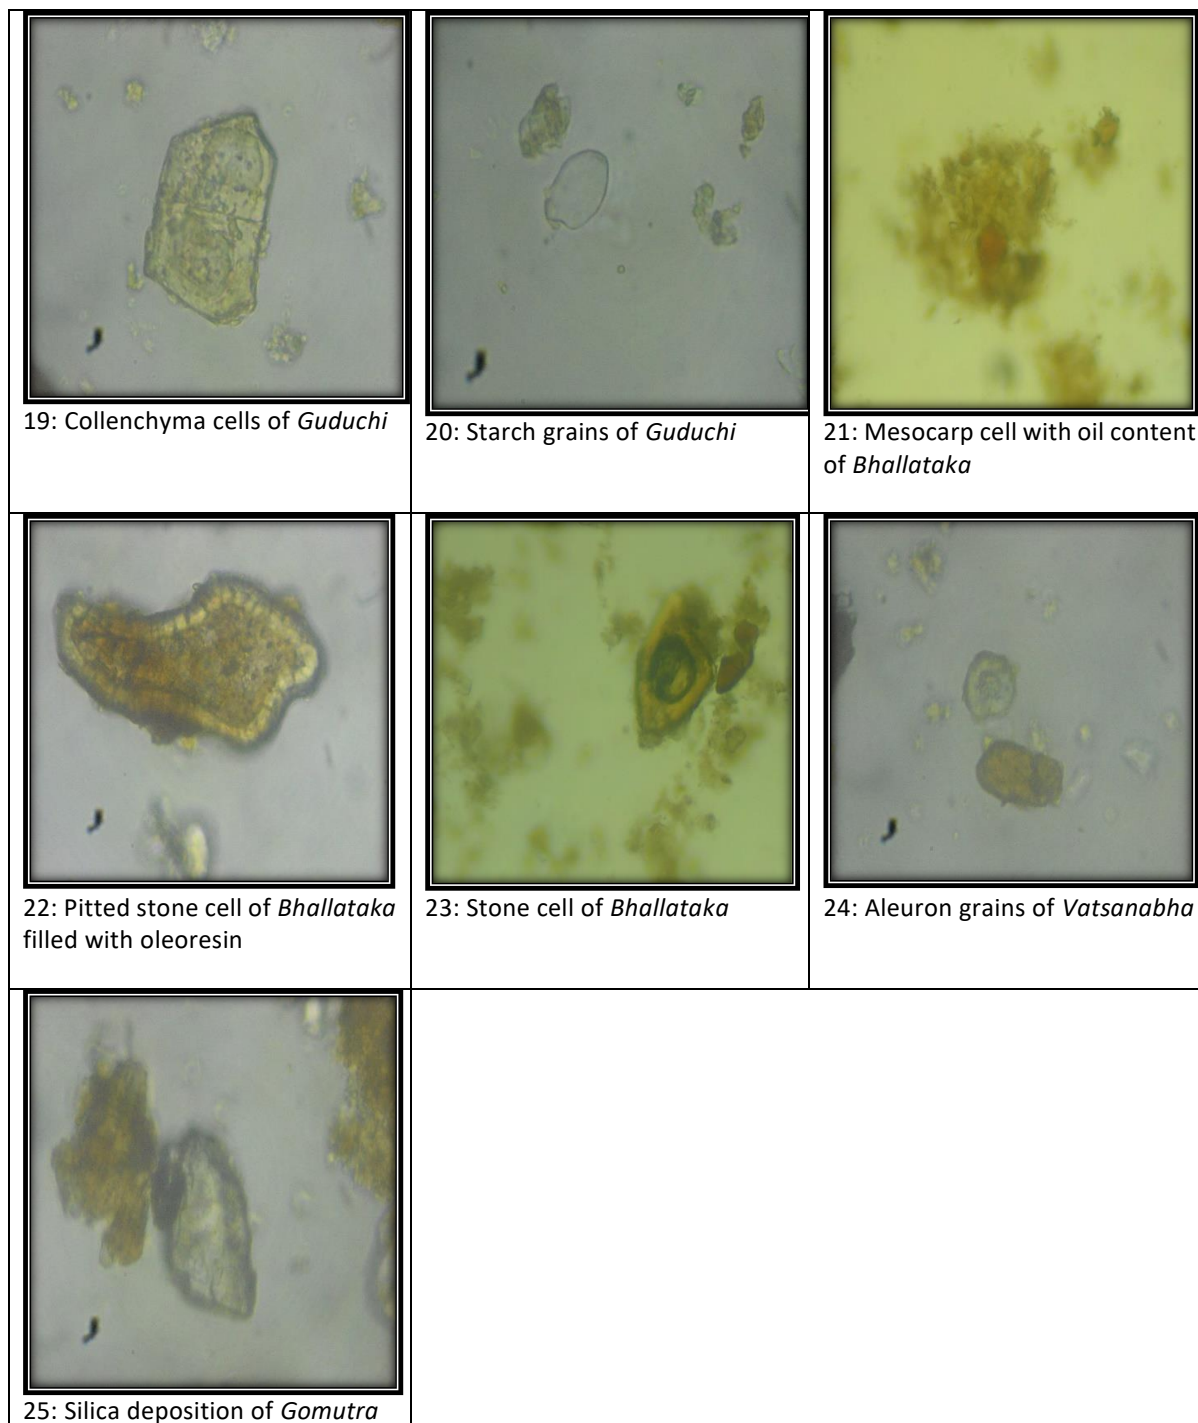 19: Collenchyma cells of Guduchi
20: Starch grains of Guduchi
21: Mesocarp cell with oil content
of Bhallataka
22: Pitted stone cell of Bhallataka
filled with oleoresin
23: Stone cell of Bhallataka
24: Aleuron grains of Vatsanabha
25: Silica deposition of Gomutra